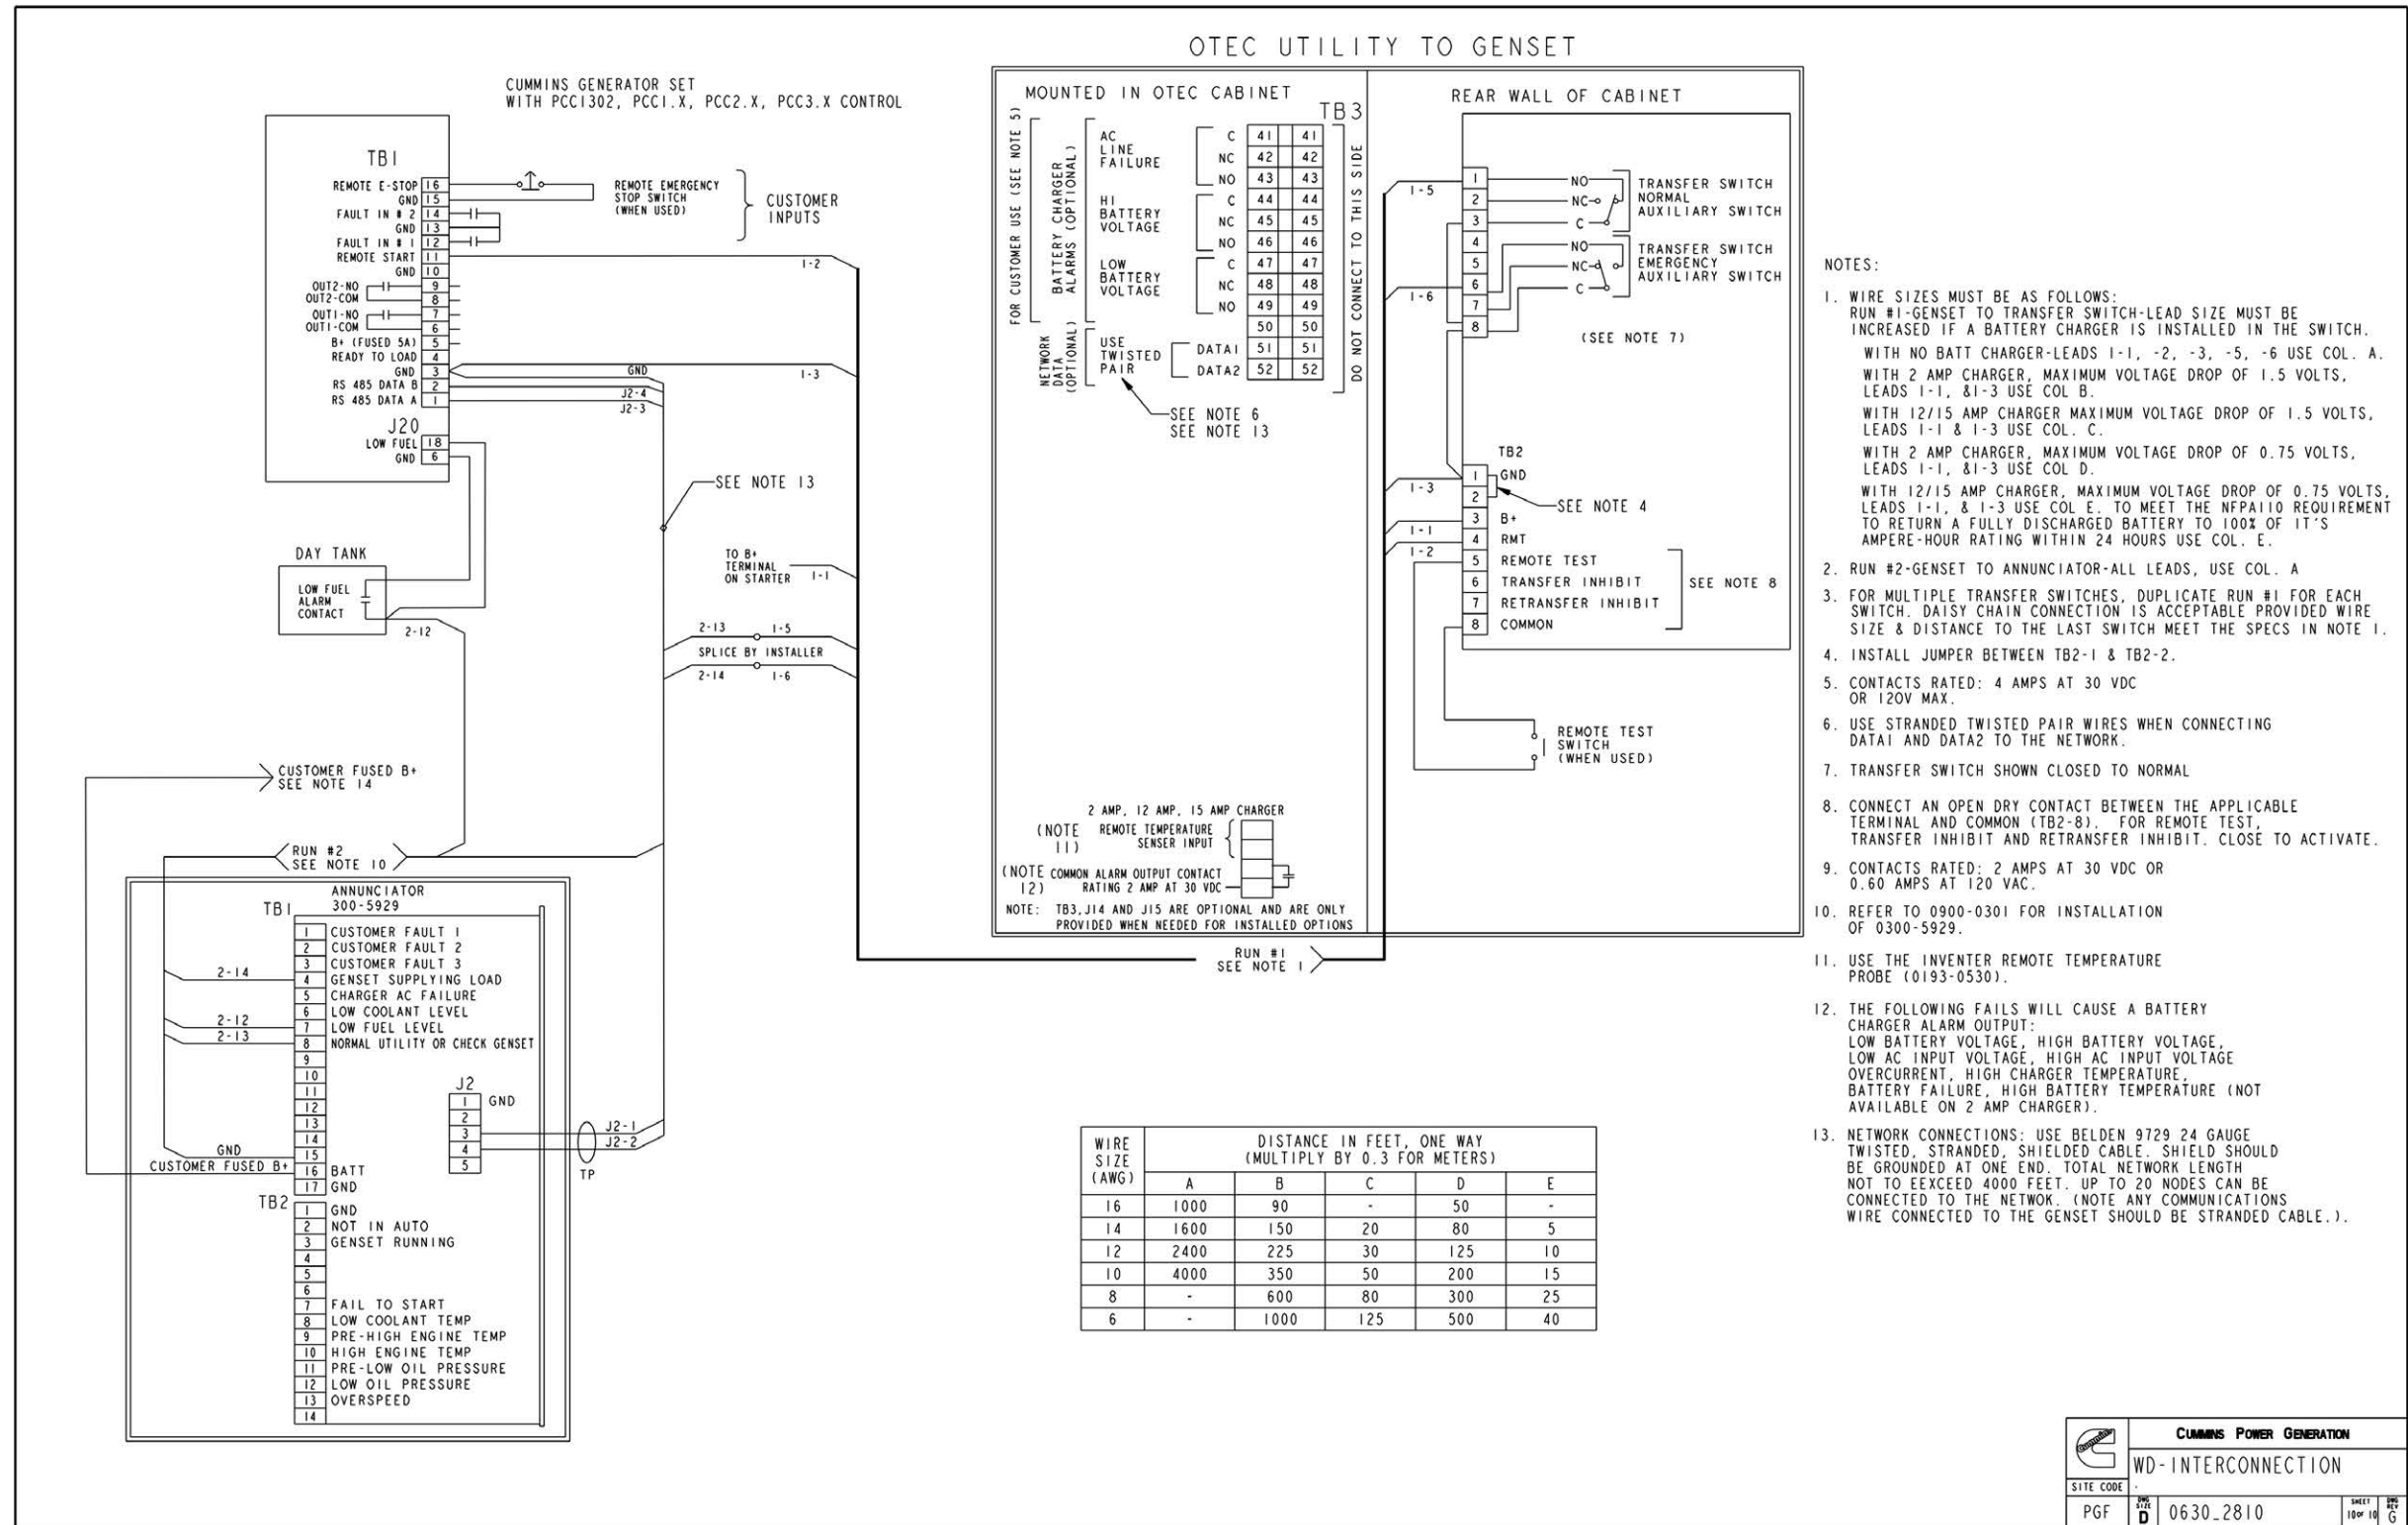 OTEC UTILITY TO GENSET
CUMMINS GENERATOR SET
WITH PCC1302, PCC1.X, PCC2.X, PCC3.X CONTROL
TB1
REMOTE E-STOP 16
GND 15
FAULT IN # 2 14
GND 13
FAULT IN # 1 12
REMOTE START 11
GND 10
OUT2-NO 9
OUT2-COM 8
OUT1-NO 7
OUT1-COM 6
B+ (FUSED 5A) 5
READY TO LOAD 4
GND 3
RS 485 DATA B 2
RS 485 DATA A 1
J20
LOW FUEL 18
GND 6
REMOTE EMERGENCY
STOP SWITCH
(WHEN USED)
CUSTOMER
INPUTS
1-2
GND
1-3
J2-4
J2-3
SEE NOTE 13
DAY TANK
LOW FUEL
ALARM
CONTACT
2-12
TO B+
TERMINAL
ON STARTER
1-1
2-13 1-5
SPLICE BY INSTALLER
2-14 1-6
CUSTOMER FUSED B+
SEE NOTE 14
RUN #2
SEE NOTE 10
ANNUNCIATOR
300-5929
TB1
1 CUSTOMER FAULT 1
2 CUSTOMER FAULT 2
3 CUSTOMER FAULT 3
2-14
4 GENSET SUPPLYING LOAD
5 CHARGER AC FAILURE
6 LOW COOLANT LEVEL
2-12
7 LOW FUEL LEVEL
2-13
8 NORMAL UTILITY OR CHECK GENSET
9
10
11
12
13
14
GND
15
CUSTOMER FUSED B+
16 BATT
17 GND
J2
1 GND
2
3
4
5
J2-1
J2-2
TP
TB2
1 GND
2 NOT IN AUTO
3 GENSET RUNNING
4
5
6
7 FAIL TO START
8 LOW COOLANT TEMP
9 PRE-HIGH ENGINE TEMP
10 HIGH ENGINE TEMP
11 PRE-LOW OIL PRESSURE
12 LOW OIL PRESSURE
13 OVERSPEED
14
MOUNTED IN OTEC CABINET
TB3
FOR CUSTOMER USE (SEE NOTE 5)
BATTERY CHARGER
ALARMS (OPTIONAL)
AC
LINE
FAILURE
C 41 41
NC 42 42
NO 43 43
HI
BATTERY
VOLTAGE
C 44 44
NC 45 45
NO 46 46
LOW
BATTERY
VOLTAGE
C 47 47
NC 48 48
NO 49 49
50 50
NETWORK
DATA
(OPTIONAL)
USE
TWISTED
PAIR
DATA1 51 51
DATA2 52 52
DO NOT CONNECT TO THIS SIDE
SEE NOTE 6
SEE NOTE 13
2 AMP, 12 AMP, 15 AMP CHARGER
(NOTE
11)
REMOTE TEMPERATURE
SENSER INPUT
(NOTE
12)
COMMON ALARM OUTPUT CONTACT
RATING 2 AMP AT 30 VDC
NOTE: TB3,J14 AND J15 ARE OPTIONAL AND ARE ONLY
PROVIDED WHEN NEEDED FOR INSTALLED OPTIONS
RUN #1
SEE NOTE 1
REAR WALL OF CABINET
1-5
1-6
1
2
3
4
5
6
7
8
NO
NC
C
TRANSFER SWITCH
NORMAL
AUXILIARY SWITCH
NO
NC
C
TRANSFER SWITCH
EMERGENCY
AUXILIARY SWITCH
(SEE NOTE 7)
TB2
1-3
1 GND
2
SEE NOTE 4
3 B+
1-1
4 RMT
1-2
5 REMOTE TEST
6 TRANSFER INHIBIT
7 RETRANSFER INHIBIT
8 COMMON
SEE NOTE 8
REMOTE TEST
SWITCH
(WHEN USED)
WIRE
SIZE
(AWG)
DISTANCE IN FEET, ONE WAY
(MULTIPLY BY 0.3 FOR METERS)
A B C D E
16 1000 90 - 50 -
14 1600 150 20 80 5
12 2400 225 30 125 10
10 4000 350 50 200 15
8 - 600 80 300 25
6 - 1000 125 500 40
NOTES:
1. WIRE SIZES MUST BE AS FOLLOWS:
RUN #1-GENSET TO TRANSFER SWITCH-LEAD SIZE MUST BE
INCREASED IF A BATTERY CHARGER IS INSTALLED IN THE SWITCH.
WITH NO BATT CHARGER-LEADS 1-1, -2, -3, -5, -6 USE COL. A.
WITH 2 AMP CHARGER, MAXIMUM VOLTAGE DROP OF 1.5 VOLTS,
LEADS 1-1, &1-3 USE COL B.
WITH 12/15 AMP CHARGER MAXIMUM VOLTAGE DROP OF 1.5 VOLTS,
LEADS 1-1 & 1-3 USE COL. C.
WITH 2 AMP CHARGER, MAXIMUM VOLTAGE DROP OF 0.75 VOLTS,
LEADS 1-1, &1-3 USE COL D.
WITH 12/15 AMP CHARGER, MAXIMUM VOLTAGE DROP OF 0.75 VOLTS,
LEADS 1-1, & 1-3 USE COL E. TO MEET THE NFPA110 REQUIREMENT
TO RETURN A FULLY DISCHARGED BATTERY TO 100% OF IT'S
AMPERE-HOUR RATING WITHIN 24 HOURS USE COL. E.
2. RUN #2-GENSET TO ANNUNCIATOR-ALL LEADS, USE COL. A
3. FOR MULTIPLE TRANSFER SWITCHES, DUPLICATE RUN #1 FOR EACH
SWITCH. DAISY CHAIN CONNECTION IS ACCEPTABLE PROVIDED WIRE
SIZE & DISTANCE TO THE LAST SWITCH MEET THE SPECS IN NOTE 1.
4. INSTALL JUMPER BETWEEN TB2-1 & TB2-2.
5. CONTACTS RATED: 4 AMPS AT 30 VDC
OR 120V MAX.
6. USE STRANDED TWISTED PAIR WIRES WHEN CONNECTING
DATA1 AND DATA2 TO THE NETWORK.
7. TRANSFER SWITCH SHOWN CLOSED TO NORMAL
8. CONNECT AN OPEN DRY CONTACT BETWEEN THE APPLICABLE
TERMINAL AND COMMON (TB2-8). FOR REMOTE TEST,
TRANSFER INHIBIT AND RETRANSFER INHIBIT. CLOSE TO ACTIVATE.
9. CONTACTS RATED: 2 AMPS AT 30 VDC OR
0.60 AMPS AT 120 VAC.
10. REFER TO 0900-0301 FOR INSTALLATION
OF 0300-5929.
11. USE THE INVENTER REMOTE TEMPERATURE
PROBE (0193-0530).
12. THE FOLLOWING FAILS WILL CAUSE A BATTERY
CHARGER ALARM OUTPUT:
LOW BATTERY VOLTAGE, HIGH BATTERY VOLTAGE,
LOW AC INPUT VOLTAGE, HIGH AC INPUT VOLTAGE
OVERCURRENT, HIGH CHARGER TEMPERATURE,
BATTERY FAILURE, HIGH BATTERY TEMPERATURE (NOT
AVAILABLE ON 2 AMP CHARGER).
13. NETWORK CONNECTIONS: USE BELDEN 9729 24 GAUGE
TWISTED, STRANDED, SHIELDED CABLE. SHIELD SHOULD
BE GROUNDED AT ONE END. TOTAL NETWORK LENGTH
NOT TO EEXCEED 4000 FEET. UP TO 20 NODES CAN BE
CONNECTED TO THE NETWOK. (NOTE ANY COMMUNICATIONS
WIRE CONNECTED TO THE GENSET SHOULD BE STRANDED CABLE.).
Cummins
CUMMINS POWER GENERATION
WD-INTERCONNECTION
SITE CODE
PGF
DWG SIZE
D
0630_2810
SHEET
10 OF 10
DWG REV
G